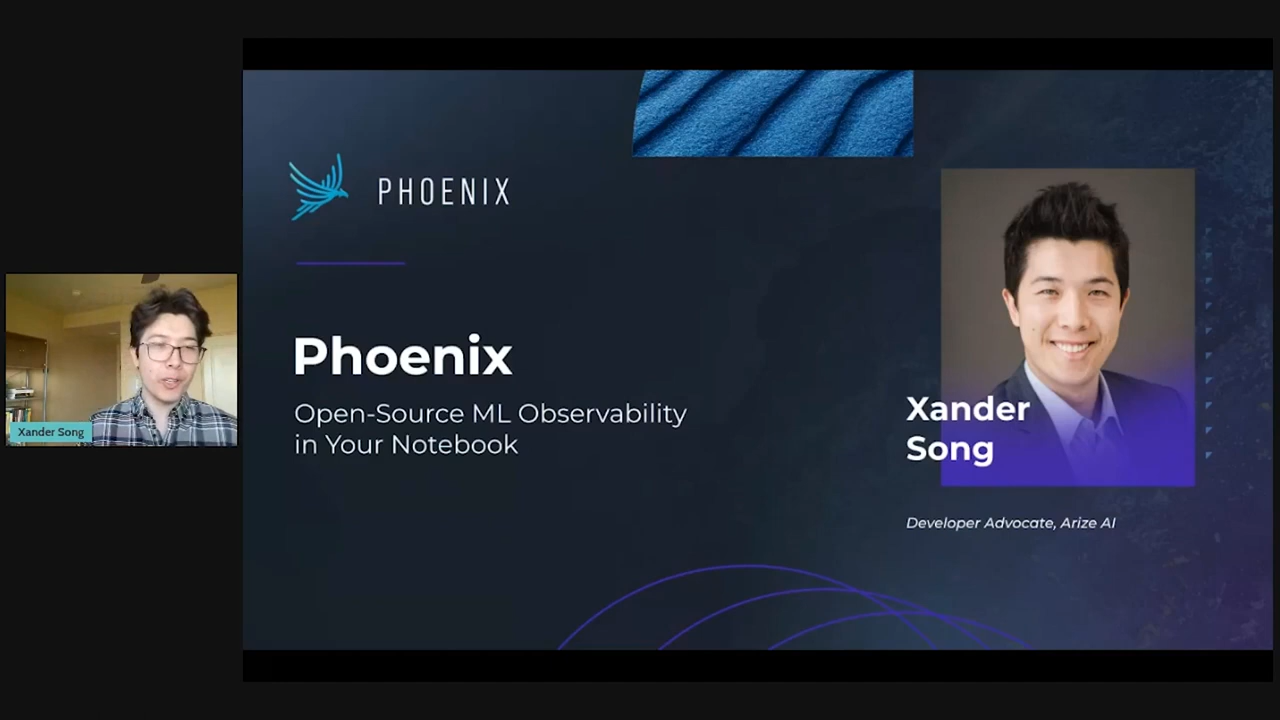 Xander Song
PHOENIX
Phoenix
Open-Source ML Observability
in Your Notebook
Xander
Song
Developer Advocate, Arize AI